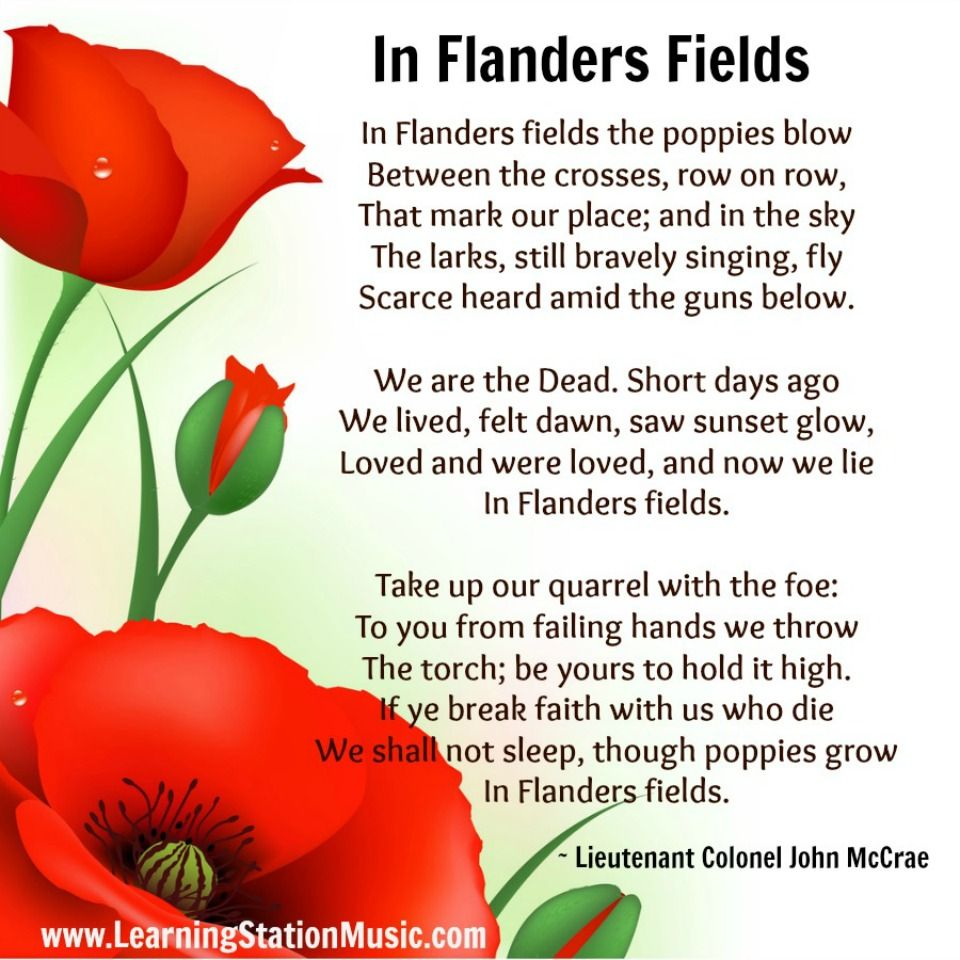 In Flanders Fields
In Flanders fields the poppies blow
Between the crosses, row on row,
That mark our place; and in the sky
The larks, still bravely singing, fly
Scarce heard amid the guns below.
We are the Dead. Short days ago
We lived, felt dawn, saw sunset glow,
Loved and were loved, and now we lie
In Flanders fields.
Take up our quarrel with the foe:
To you from failing hands we throw
The torch; be yours to hold it high.
If ye break faith with us who die
We shall not sleep, though poppies grow
In Flanders fields.
~ Lieutenant Colonel John McCrae
www.LearningStationMusic.com